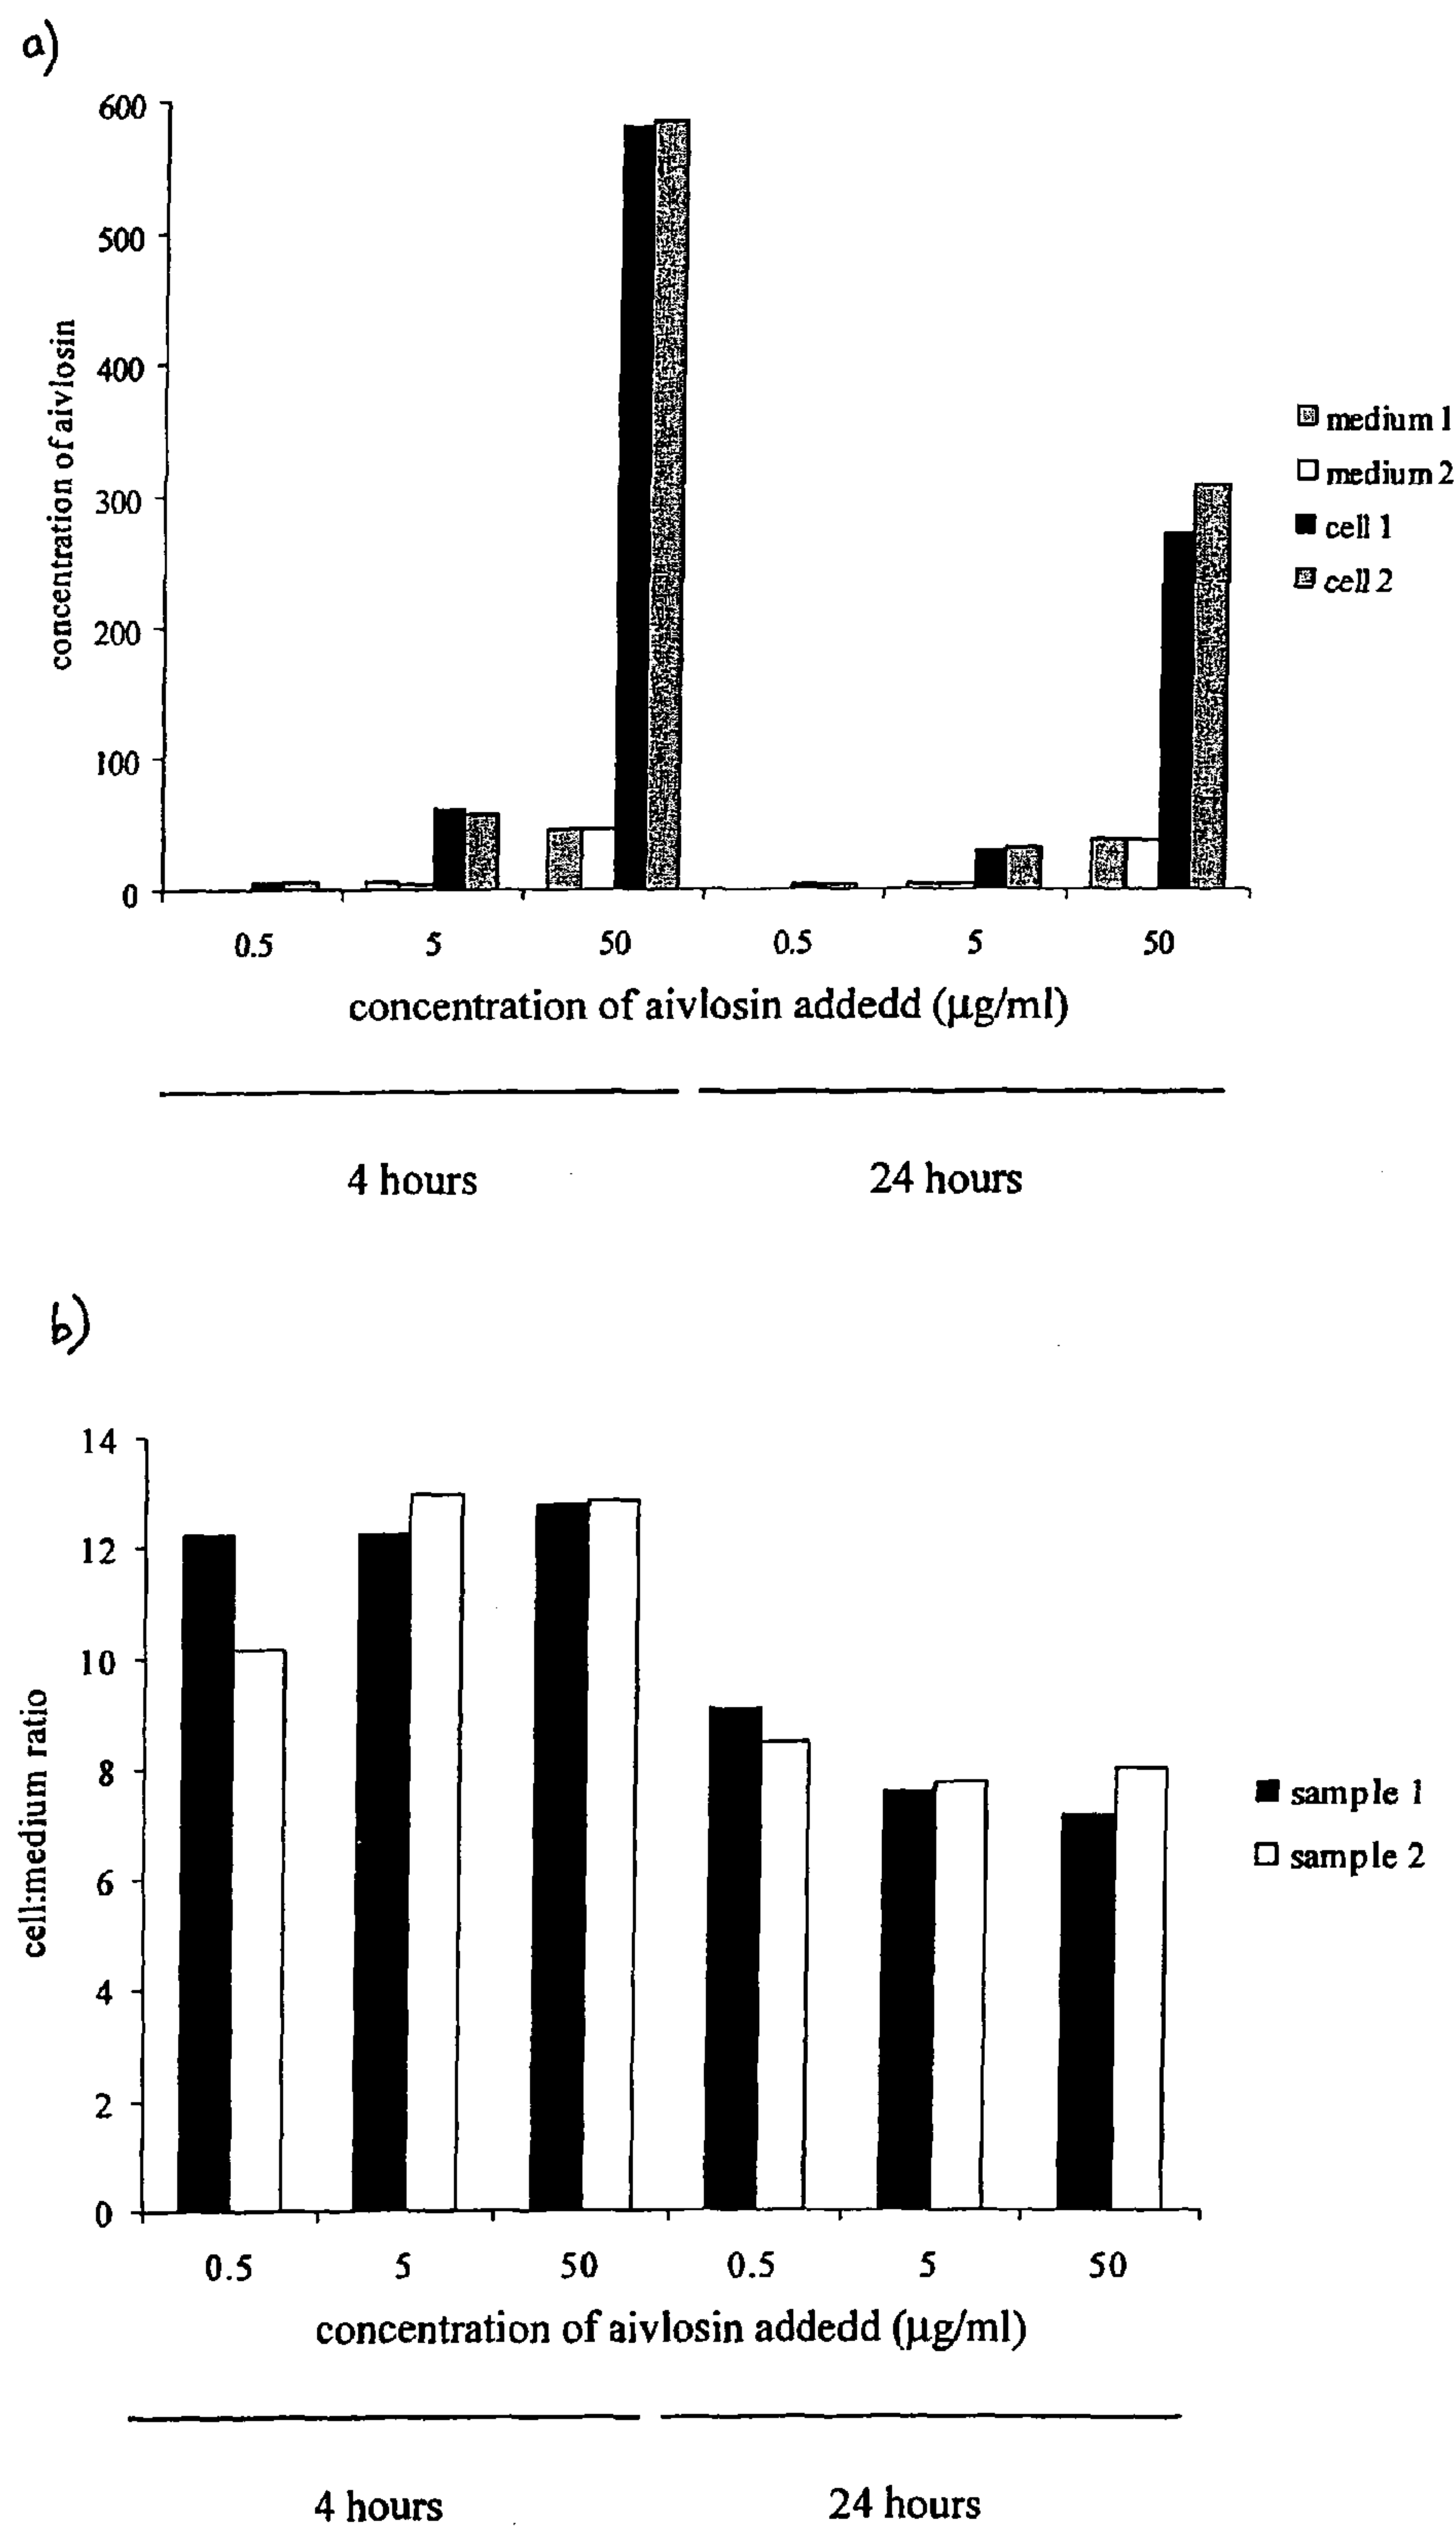 a)
600
500
400
300
200
100
0
concentration of aivlosin
medium 1
medium 2
cell 1
cell 2
0.5 5 50 0.5 5 50
concentration of aivlosin addedd (µg/ml)
4 hours 24 hours
b)
14
12
10
8
6
4
2
0
cell:medium ratio
sample 1
sample 2
0.5 5 50 0.5 5 50
concentration of aivlosin addedd (µg/ml)
4 hours 24 hours